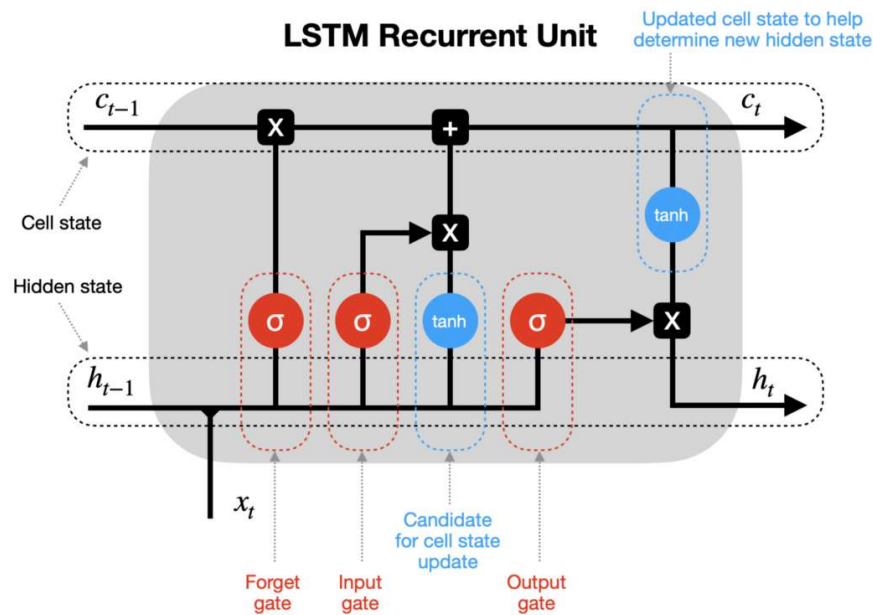 LSTM Recurrent Unit
Updated cell state to help
determine new hidden state
c_{t-1}
c_t
X
+
Cell state
tanh
X
Hidden state
σ
σ
tanh
σ
X
h_{t-1}
h_t
x_t
Candidate
for cell state
update
Forget
gate
Input
gate
Output
gate